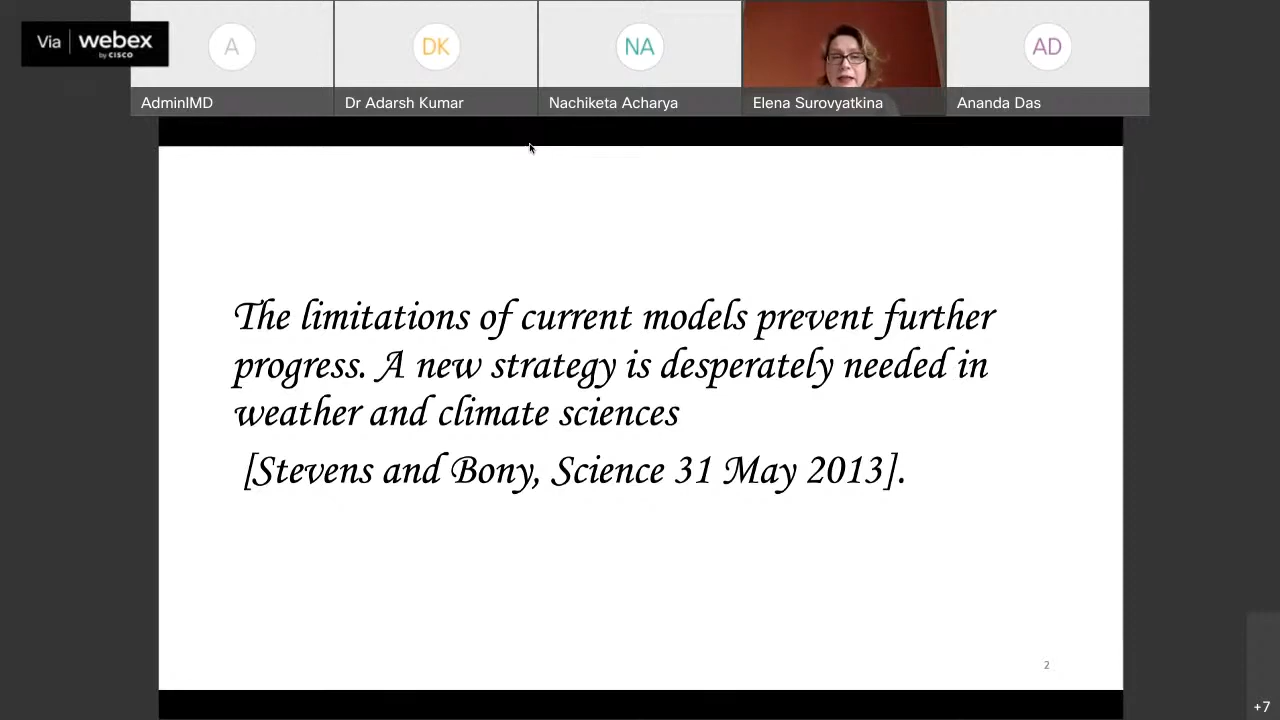 Via webex
by CISCO
A
DK
NA
AD
AdminIMD
Dr Adarsh Kumar
Nachiketa Acharya
Elena Surovyatkina
Ananda Das
The limitations of current models prevent further
progress. A new strategy is desperately needed in
weather and climate sciences
[Stevens and Bony, Science 31 May 2013].
2
+7